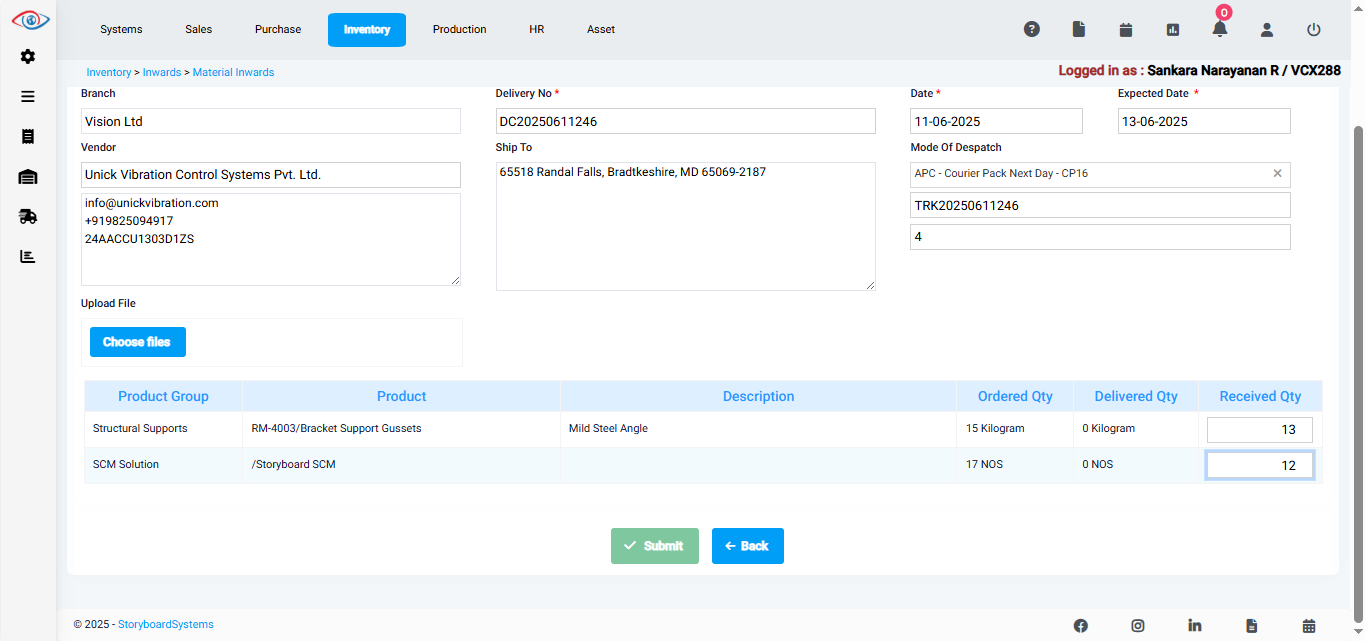 Systems Sales Purchase Inventory Production HR Asset 0
Inventory > Inwards > Material Inwards Logged in as : Sankara Narayanan R / VCX288
Branch Delivery No * Date * Expected Date *
Vision Ltd DC20250611246 11-06-2025 13-06-2025
Vendor Ship To Mode Of Despatch
Unick Vibration Control Systems Pvt. Ltd. 65518 Randal Falls, Bradtkeshire, MD 65069-2187 APC - Courier Pack Next Day - CP16
info@unickvibration.com TRK20250611246
+919825094917
24AACCU1303D1ZS 4
Upload File
Choose files
Product Group Product Description Ordered Qty Delivered Qty Received Qty
Structural Supports RM-4003/Bracket Support Gussets Mild Steel Angle 15 Kilogram 0 Kilogram 13
SCM Solution /Storyboard SCM 17 NOS 0 NOS 12
Submit Back
© 2025 - StoryboardSystems